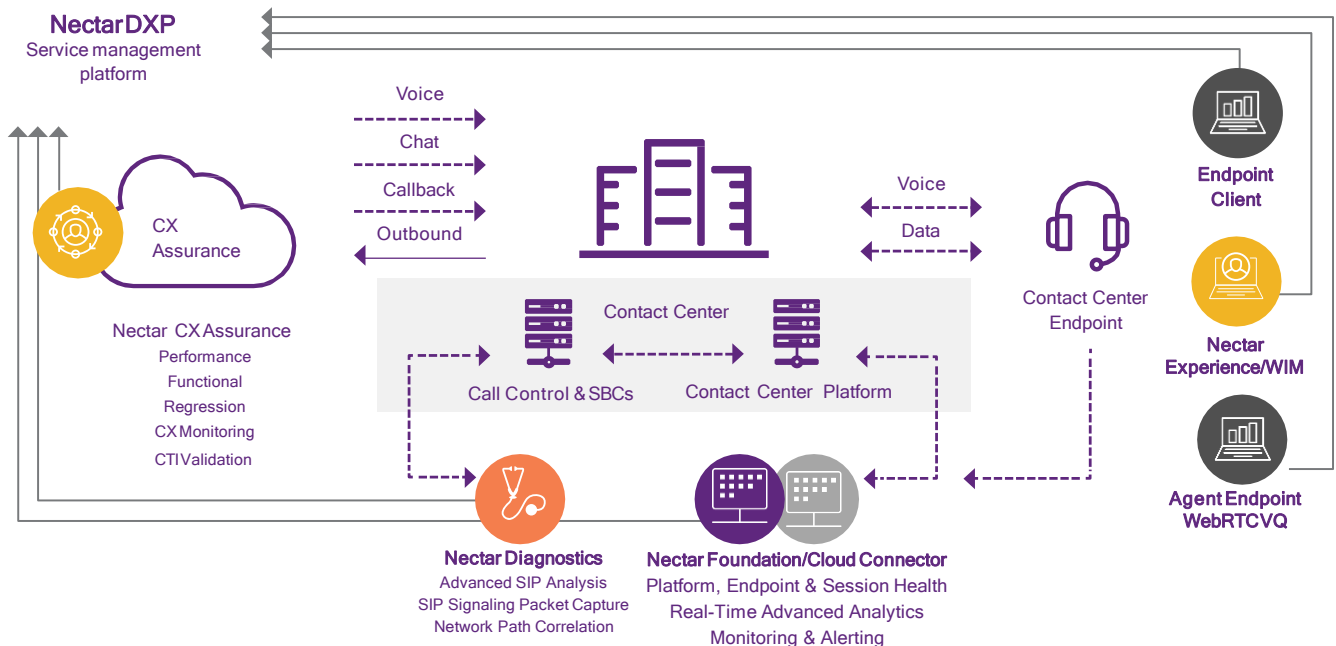 Nectar DXP
Service management
platform
Voice
Chat
Callback
Outbound
CX
Assurance
Nectar CX Assurance
Performance
Functional
Regression
CX Monitoring
CTI Validation
Voice
Data
Contact Center
Endpoint
Contact Center
Call Control & SBCs
Contact Center Platform
Endpoint
Client
Nectar
Experience/WIM
Agent Endpoint
WebRTCVQ
Nectar Diagnostics
Advanced SIP Analysis
SIP Signaling Packet Capture
Network Path Correlation
Nectar Foundation/Cloud Connector
Platform, Endpoint & Session Health
Real-Time Advanced Analytics
Monitoring & Alerting